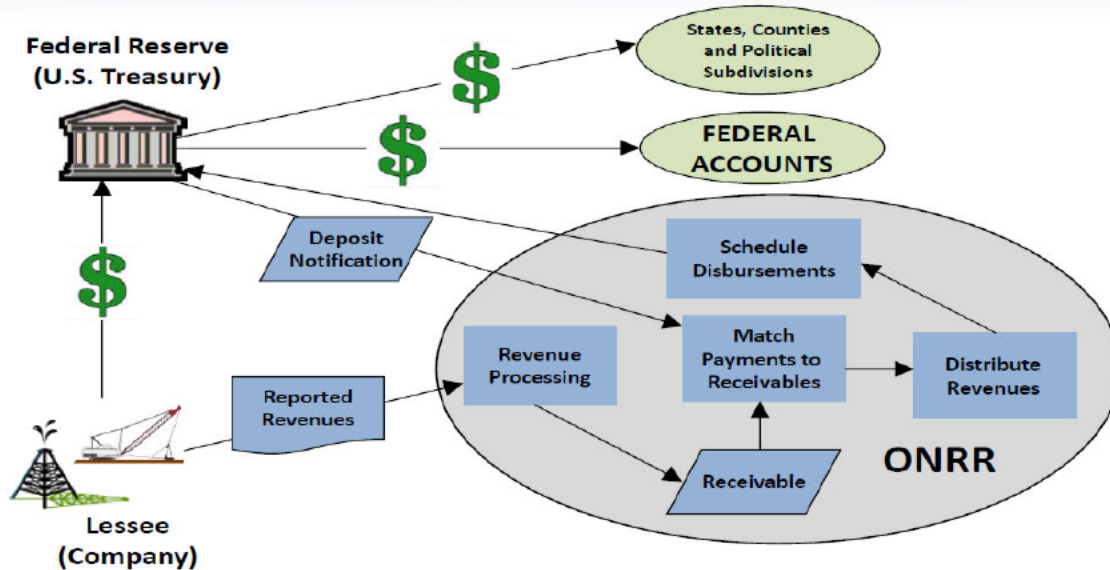 Federal Reserve
(U.S. Treasury)
$
$
$
States, Counties
and Political
Subdivisions
FEDERAL
ACCOUNTS
Deposit
Notification
Schedule
Disbursements
Revenue
Processing
Match
Payments to
Receivables
Distribute
Revenues
Reported
Revenues
Receivable
ONRR
Lessee
(Company)